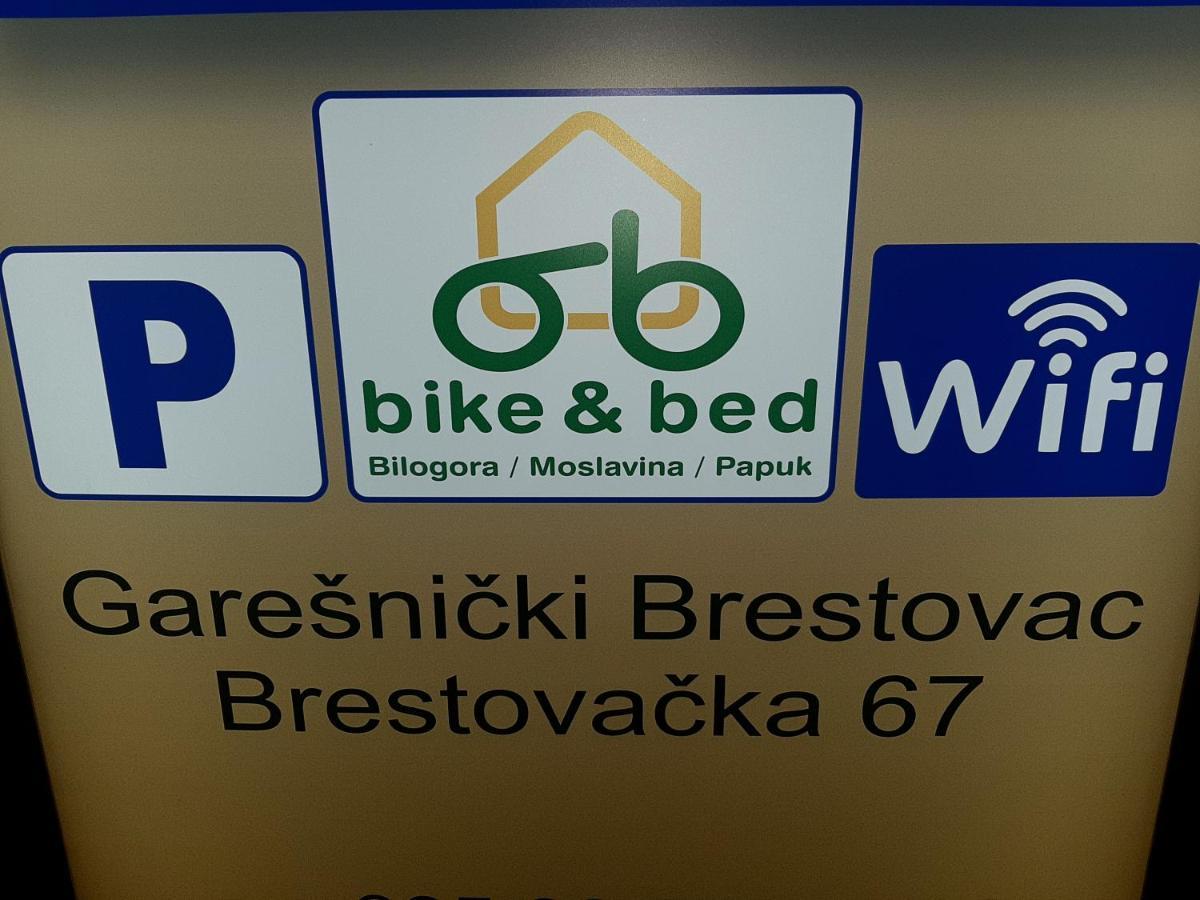 P
bike & bed
Bilogora / Moslavina / Papuk
Wifi
Garešnički Brestovac
Brestovačka 67